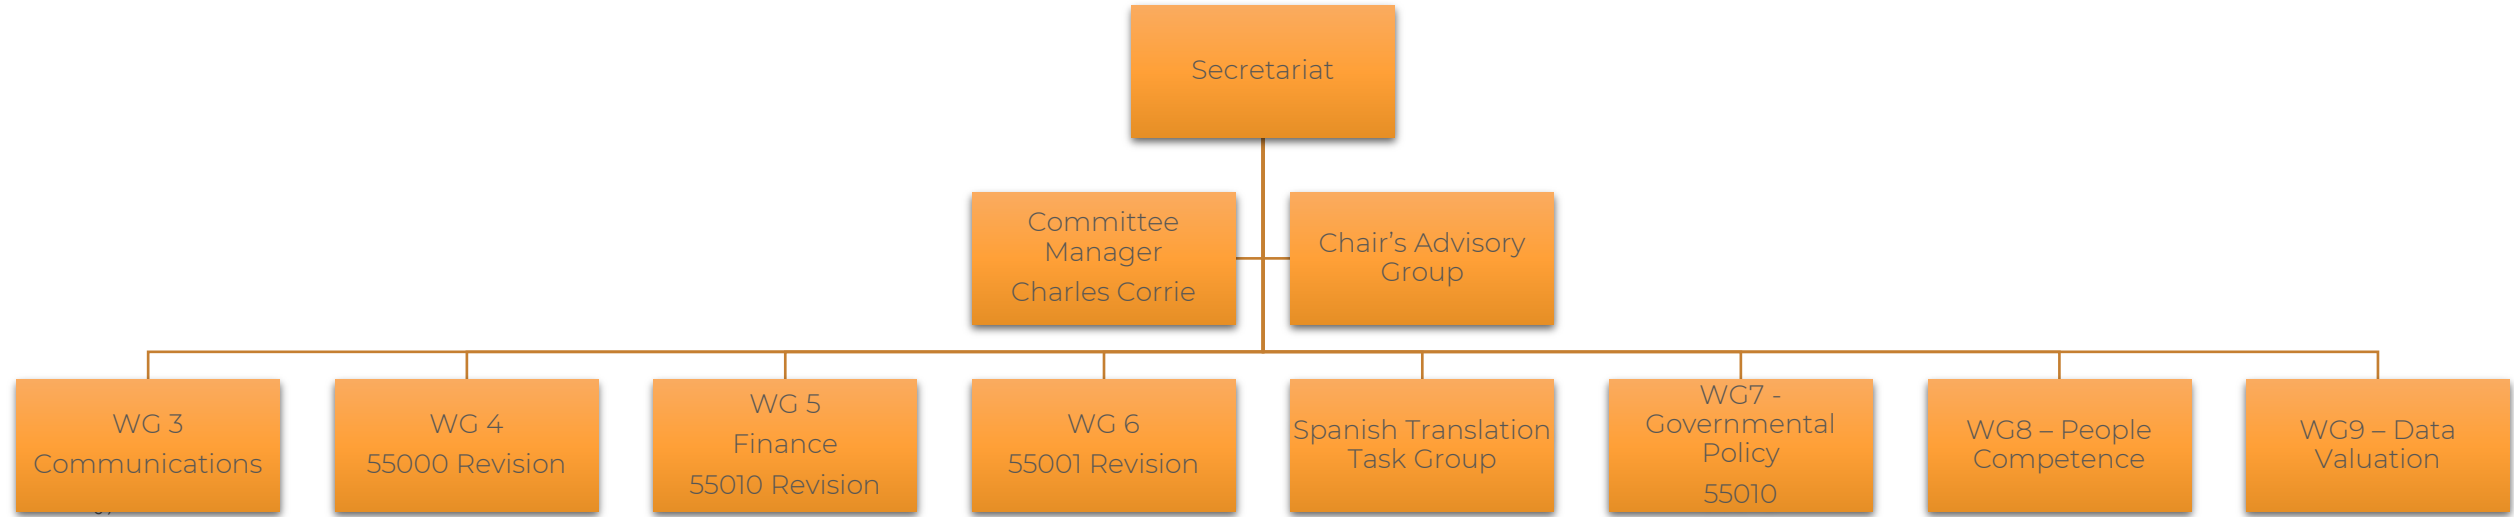 Secretariat
Committee
Manager
Charles Corrie
Chair’s Advisory
Group
WG 3
Communications
WG 4
55000 Revision
WG 5
Finance
55010 Revision
WG 6
55001 Revision
Spanish Translation
Task Group
WG7 -
Governmental
Policy
55010
WG8 – People
Competence
WG9 – Data
Valuation